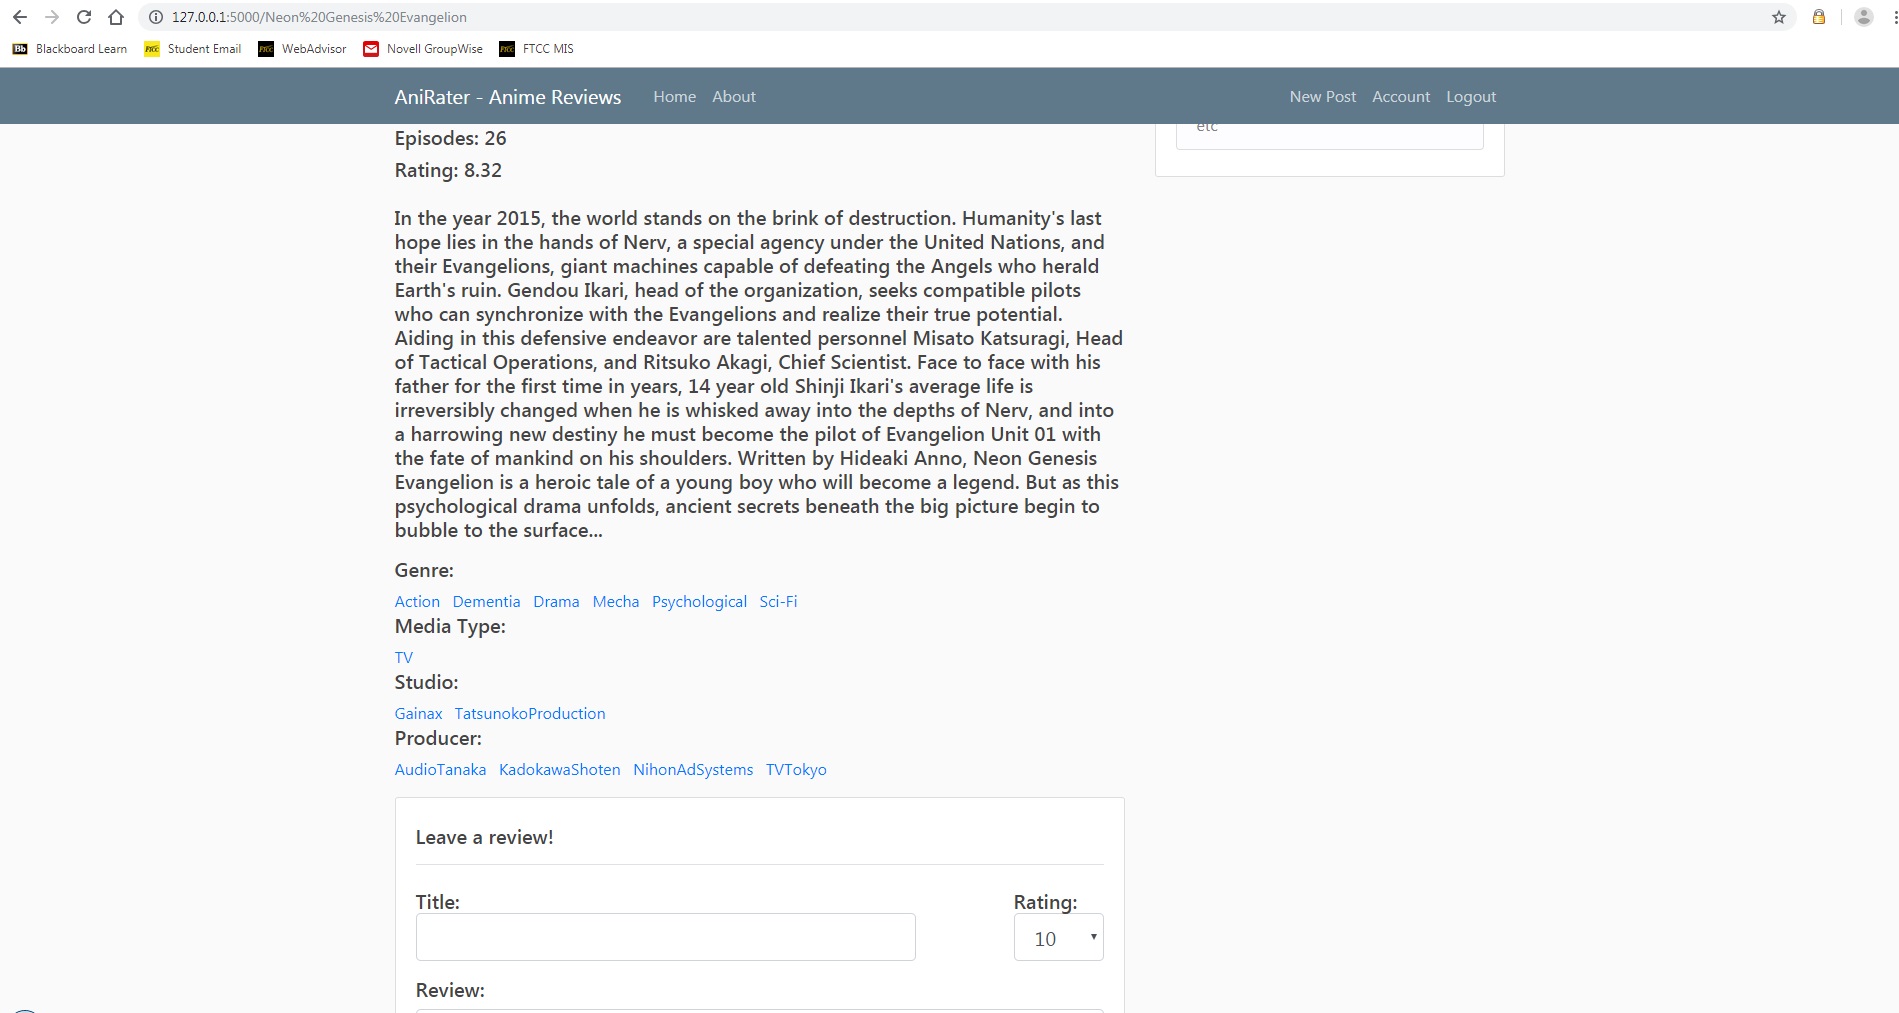 127.0.0.1:5000/Neon%20Genesis%20Evangelion
Bb Blackboard Learn FTCC Student Email FTCC WebAdvisor Novell GroupWise FTCC FTCC MIS
AniRater - Anime Reviews Home About New Post Account Logout
etc
Episodes: 26
Rating: 8.32
In the year 2015, the world stands on the brink of destruction. Humanity's last
hope lies in the hands of Nerv, a special agency under the United Nations, and
their Evangelions, giant machines capable of defeating the Angels who herald
Earth's ruin. Gendou Ikari, head of the organization, seeks compatible pilots
who can synchronize with the Evangelions and realize their true potential.
Aiding in this defensive endeavor are talented personnel Misato Katsuragi, Head
of Tactical Operations, and Ritsuko Akagi, Chief Scientist. Face to face with his
father for the first time in years, 14 year old Shinji Ikari's average life is
irreversibly changed when he is whisked away into the depths of Nerv, and into
a harrowing new destiny he must become the pilot of Evangelion Unit 01 with
the fate of mankind on his shoulders. Written by Hideaki Anno, Neon Genesis
Evangelion is a heroic tale of a young boy who will become a legend. But as this
psychological drama unfolds, ancient secrets beneath the big picture begin to
bubble to the surface...
Genre:
Action Dementia Drama Mecha Psychological Sci-Fi
Media Type:
TV
Studio:
Gainax TatsunokoProduction
Producer:
AudioTanaka KadokawaShoten NihonAdSystems TVTokyo
Leave a review!
Title: Rating:
10
Review: